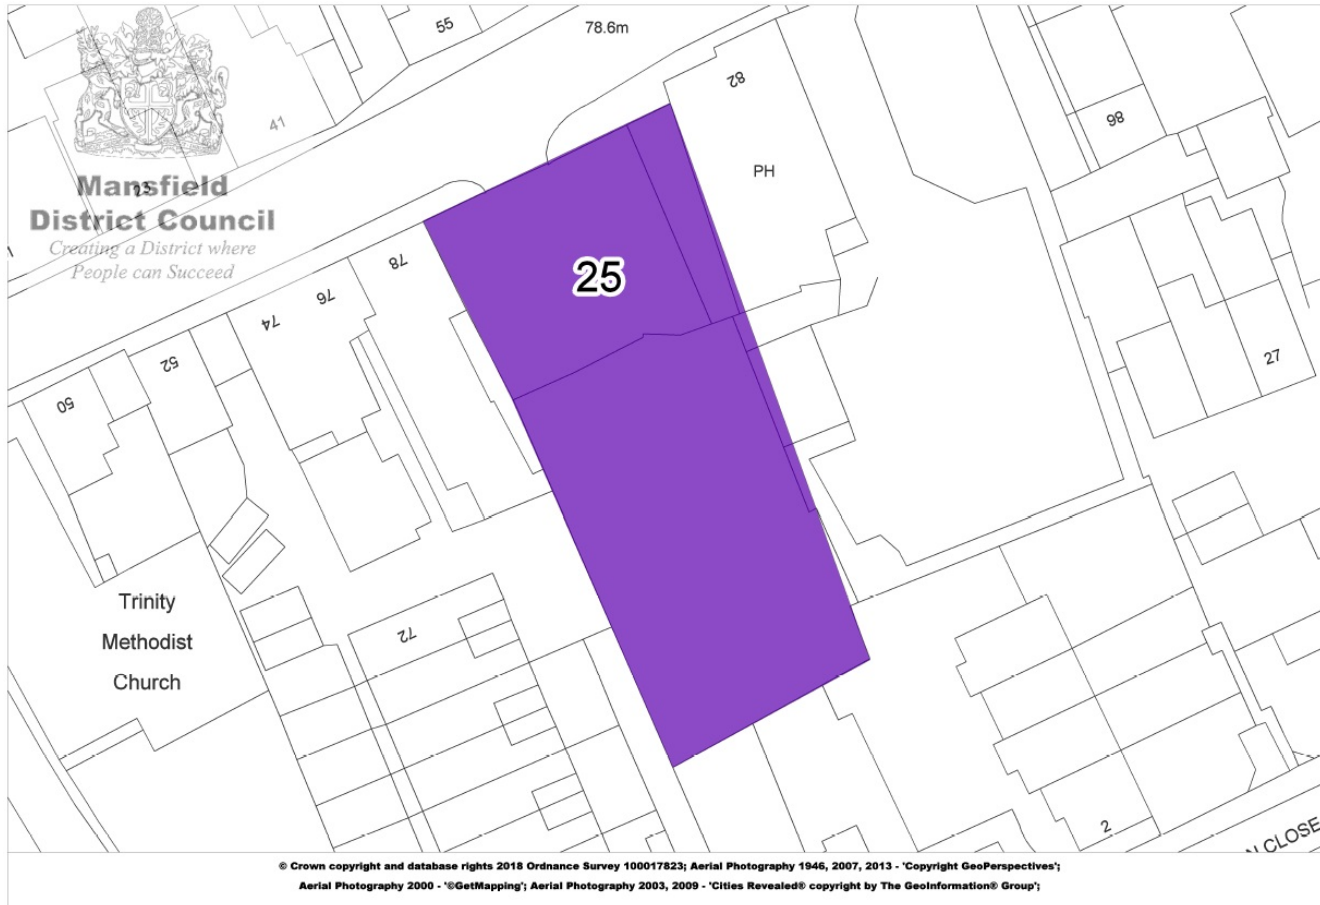 55
78.6m
82
41
86
PH
23
Mansfield
District Council
Creating a District where
People can Succeed
25
78
76
74
52
50
27
Trinity
Methodist
Church
72
2
CLOSE
© Crown copyright and database rights 2018 Ordnance Survey 100017823; Aerial Photography 1946, 2007, 2013 - 'Copyright GeoPerspectives';
Aerial Photography 2000 - '©GetMapping'; Aerial Photography 2003, 2009 - 'Cities Revealed® copyright by The GeoInformation® Group';